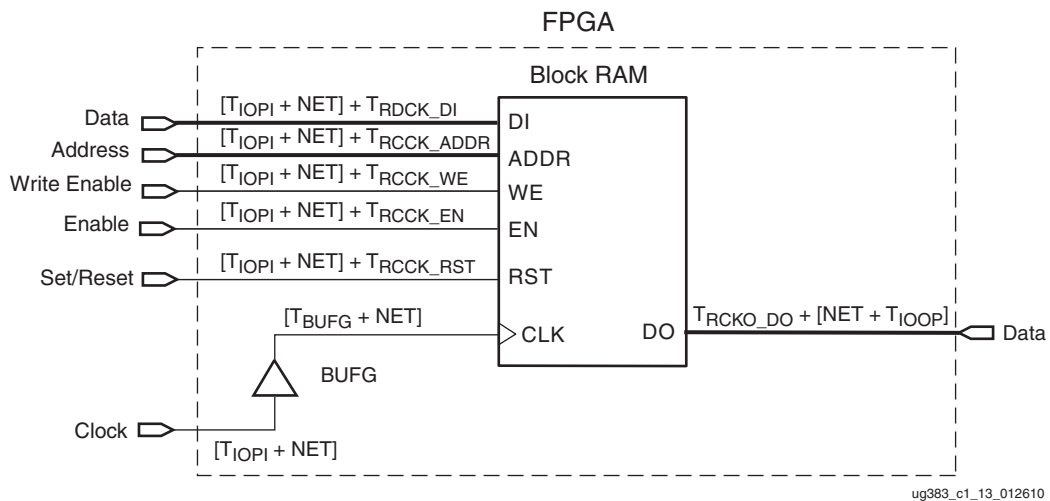 FPGA
Block RAM
Data
[TIOPI + NET] + TRDCK_DI
DI
Address
[TIOPI + NET] + TRCCK_ADDR
ADDR
Write Enable
[TIOPI + NET] + TRCCK_WE
WE
Enable
[TIOPI + NET] + TRCCK_EN
EN
Set/Reset
[TIOPI + NET] + TRCCK_RST
RST
[TBUFG + NET]
CLK
DO
TRCKO_DO + [NET + TIOOP]
Data
BUFG
Clock
[TIOPI + NET]
ug383_c1_13_012610